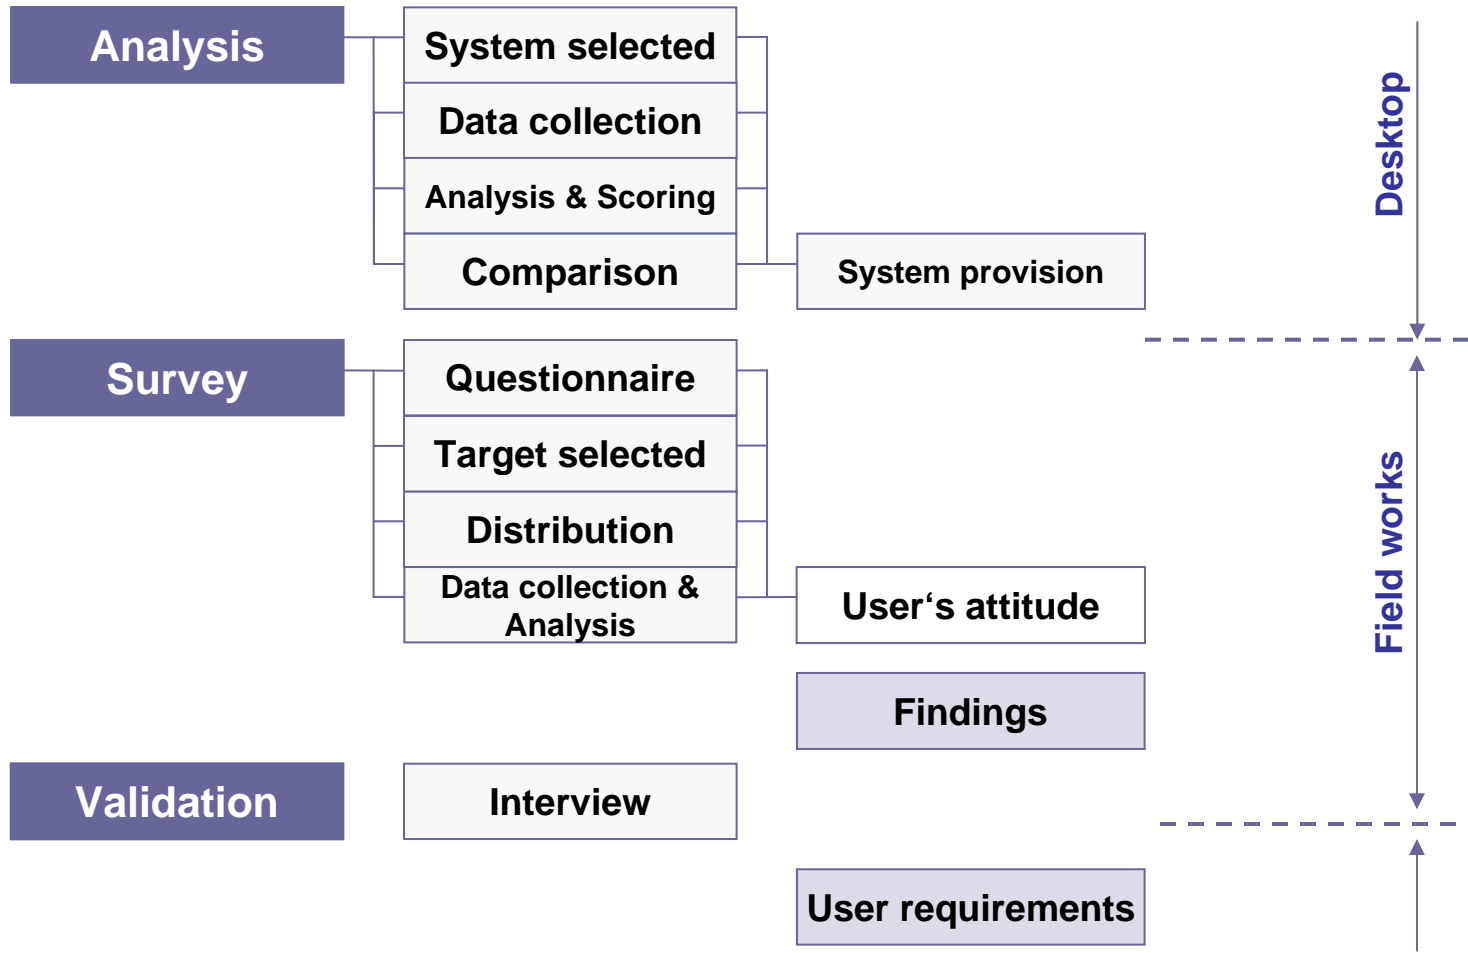 Analysis
System selected
Data collection
Analysis & Scoring
Comparison
System provision
Desktop
Survey
Questionnaire
Target selected
Distribution
Data collection &
Analysis
User‘s attitude
Field works
Findings
Validation
Interview
User requirements